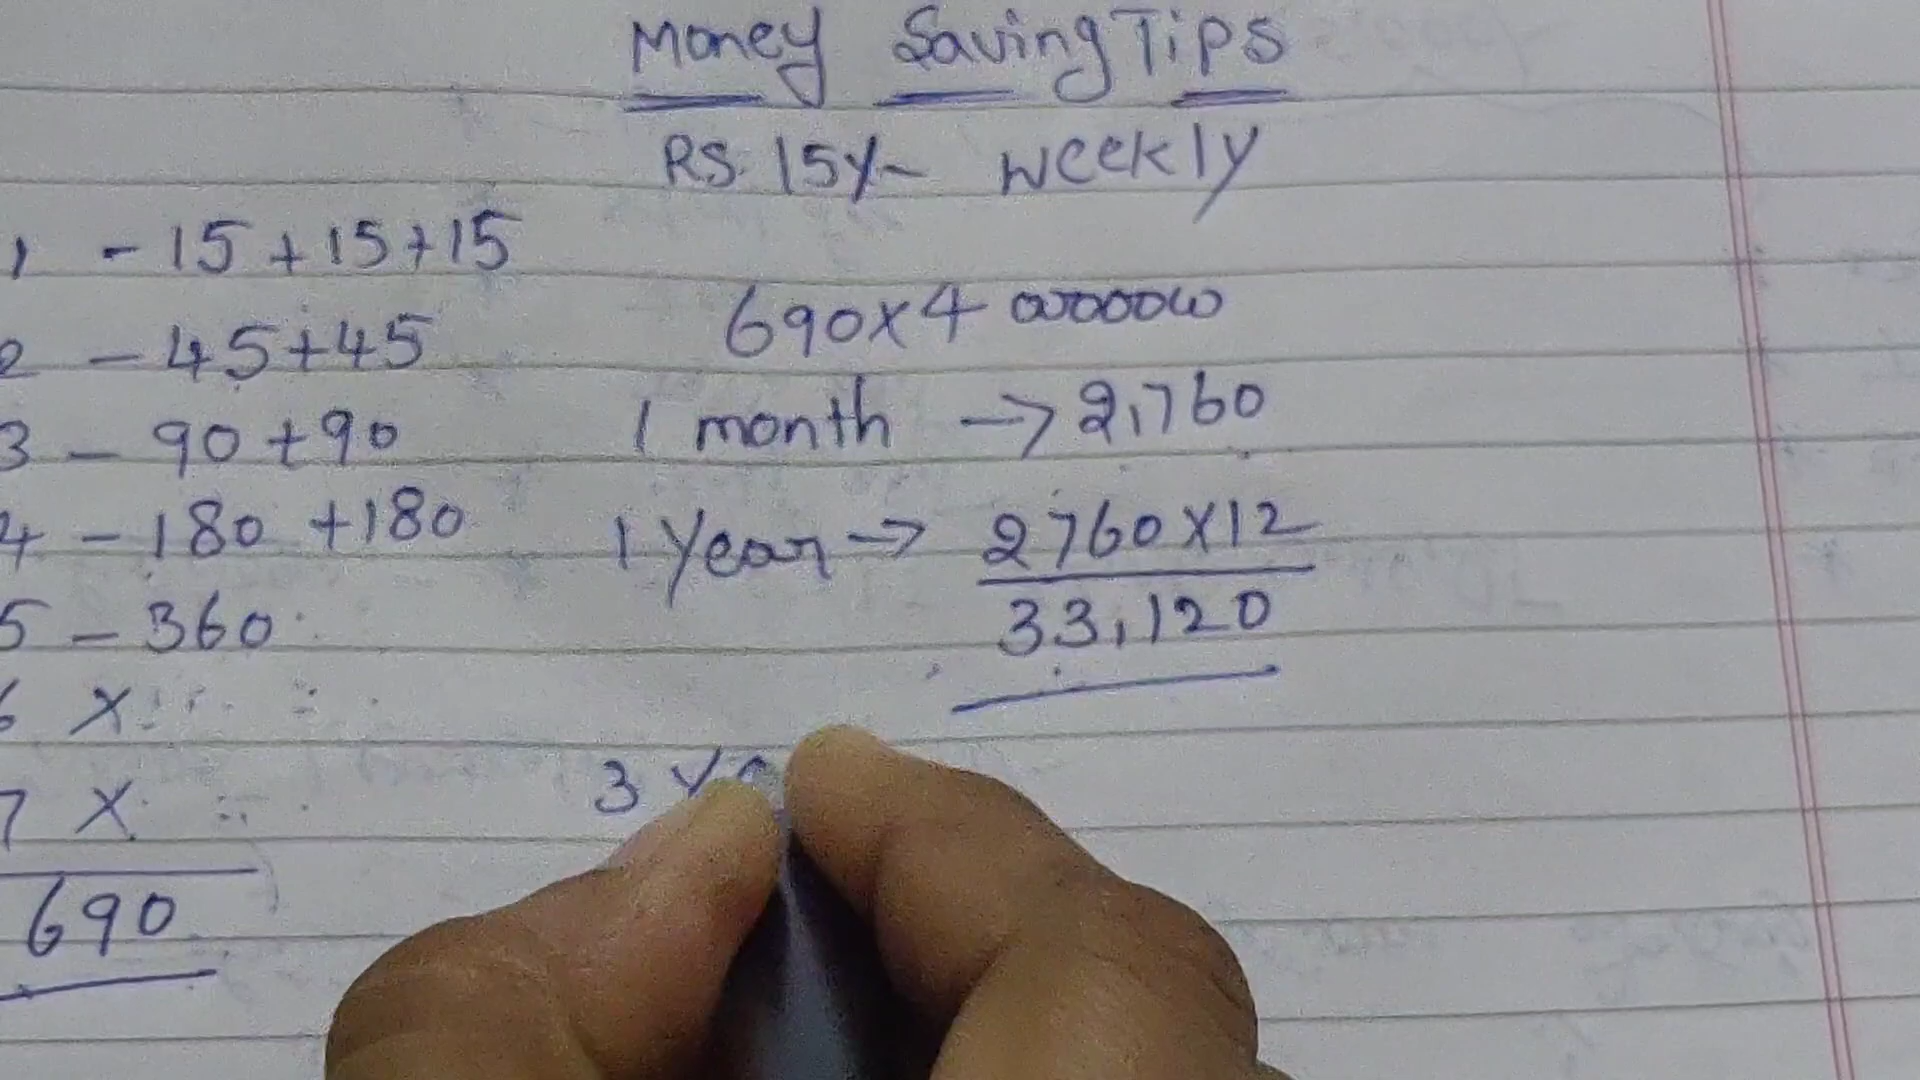 Money Saving Tips
RS. 15/- weekly
1 - 15+15+15
2 - 45+45
3 - 90+90
4 - 180+180
5 - 360
6 X
7 X
690
690x4
1 month → 2,760
1 Year → 2760X12
33,120
3